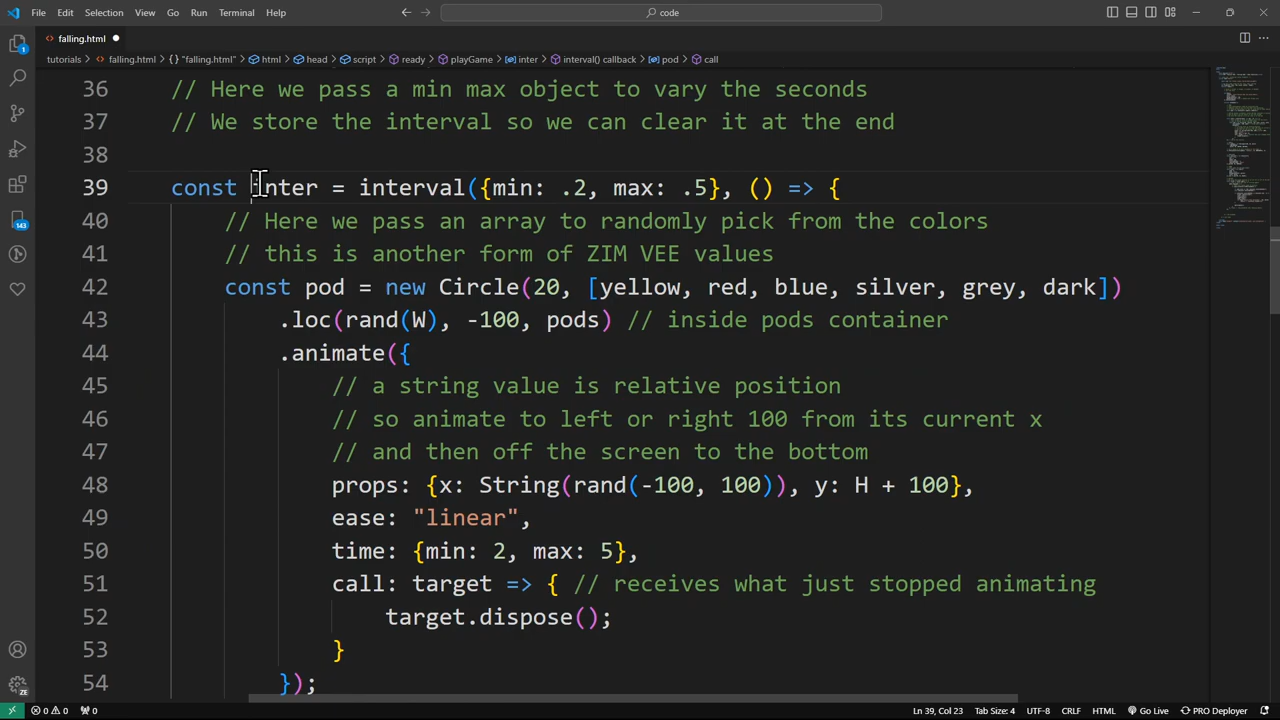 File Edit Selection View Go Run Terminal Help code
falling.html
tutorials > falling.html > {} "falling.html" > html > head > script > ready > playGame > inter > interval() callback > pod > call
36 // Here we pass a min max object to vary the seconds
37 // We store the interval so we can clear it at the end
38
39 const inter = interval({min: .2, max: .5}, () => {
40 // Here we pass an array to randomly pick from the colors
41 // this is another form of ZIM VEE values
42 const pod = new Circle(20, [yellow, red, blue, silver, grey, dark])
43 .loc(rand(W), -100, pods) // inside pods container
44 .animate({
45 // a string value is relative position
46 // so animate to left or right 100 from its current x
47 // and then off the screen to the bottom
48 props: {x: String(rand(-100, 100)), y: H + 100},
49 ease: "linear",
50 time: {min: 2, max: 5},
51 call: target => { // receives what just stopped animating
52 target.dispose();
53 }
54 });
1
143
ZE
0 0 0 Ln 39, Col 23 Tab Size: 4 UTF-8 CRLF HTML Go Live PRO Deployer